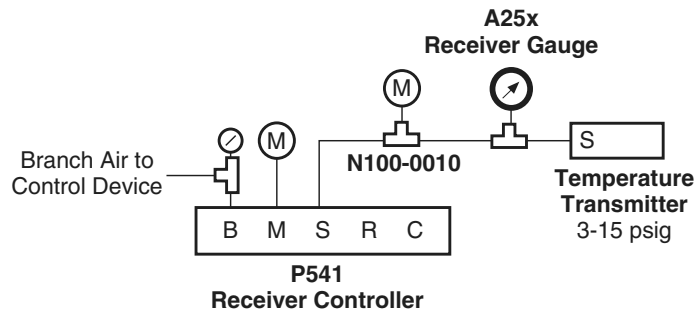 A25x
Receiver Gauge
M
M
S
N100-0010
Branch Air to
Control Device
Temperature
Transmitter
3-15 psig
B M S R C
P541
Receiver Controller